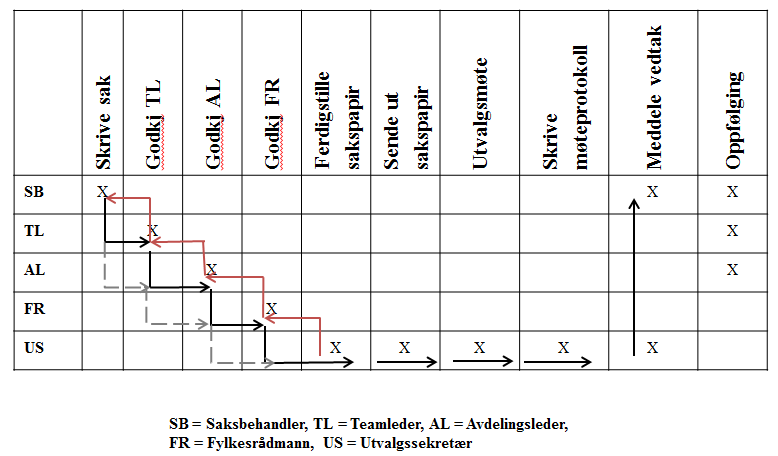 Skrive sak
Godkj TL
Godkj AL
Godkj FR
Ferdigstille
sakspapir
Sende ut
sakspapir
Utvalgsmøte
Skrive
møteprotokoll
Meddele vedtak
Oppfølging
SB X X X
TL X X
AL X X
FR X
US X X X X X
SB = Saksbehandler, TL = Teamleder, AL = Avdelingsleder,
FR = Fylkesrådmann, US = Utvalgssekretær